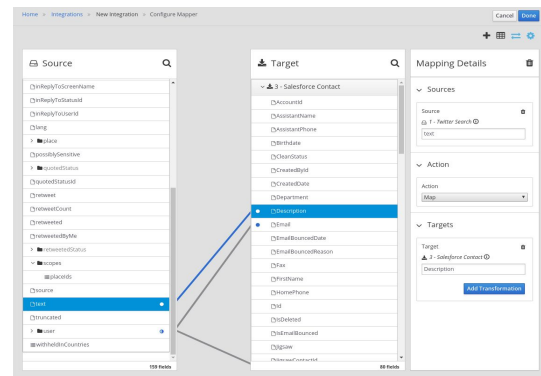 Home » Integrations » New Integration » Configure Mapper
Cancel
Done
Source
inReplyToScreenName
inReplyToStatusId
inReplyToUserId
lang
place
possiblySensitive
quotedStatus
quotedStatusId
retweet
retweetCount
retweeted
retweetedByMe
retweetedStatus
scopes
placeIds
source
text
truncated
user
withheldInCountries
159 fields
Target
3 - Salesforce Contact
AccountId
AssistantName
AssistantPhone
Birthdate
CleanStatus
CreatedById
CreatedDate
Department
Description
Email
EmailBouncedDate
EmailBouncedReason
Fax
FirstName
HomePhone
Id
IsDeleted
IsEmailBounced
Jigsaw
JigsawContactId
80 fields
Mapping Details
Sources
Source
1 - Twitter Search
text
Action
Action
Map
Targets
Target
3 - Salesforce Contact
Description
Add Transformation